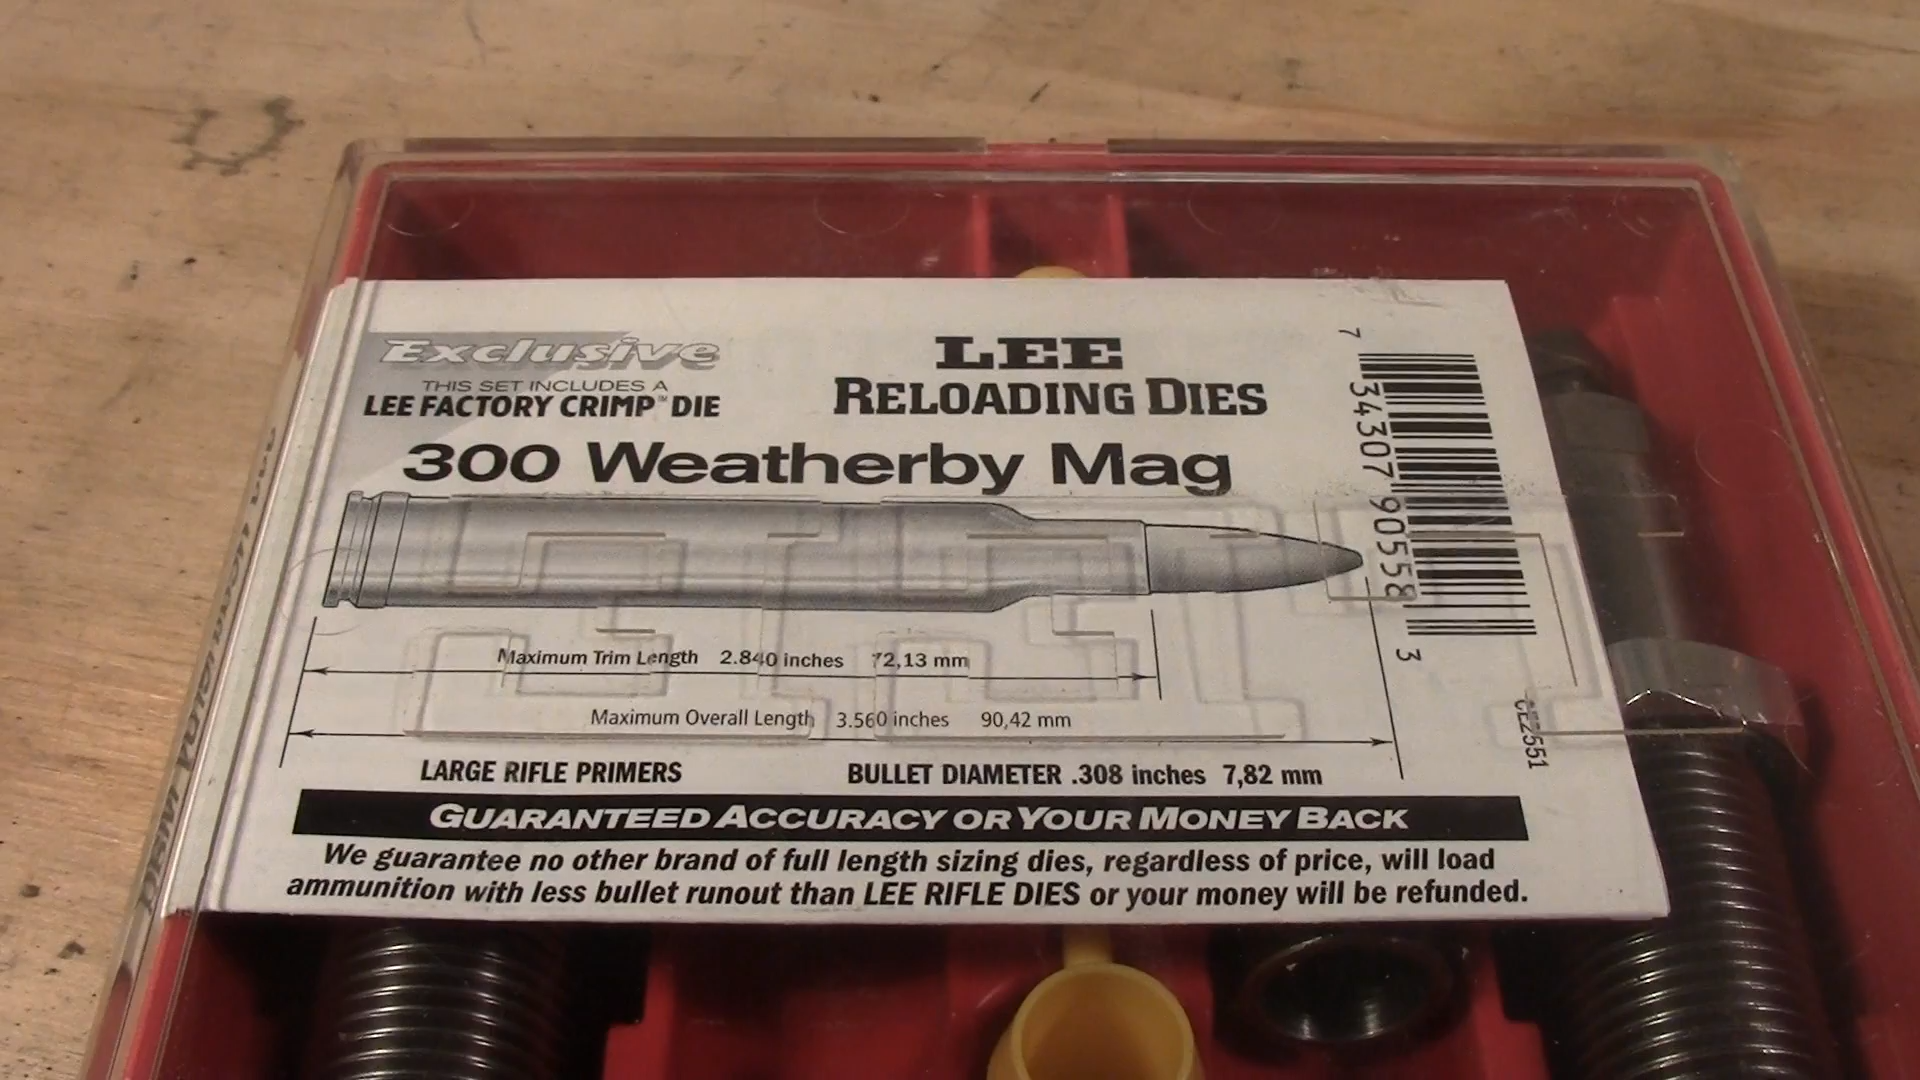 Exclusive
THIS SET INCLUDES A
LEE FACTORY CRIMP™ DIE
LEE
RELOADING DIES
300 Weatherby Mag
Maximum Trim Length 2.840 inches 72,13 mm
Maximum Overall Length 3.560 inches 90,42 mm
LARGE RIFLE PRIMERS BULLET DIAMETER .308 inches 7,82 mm
GUARANTEED ACCURACY OR YOUR MONEY BACK
We guarantee no other brand of full length sizing dies, regardless of price, will load
ammunition with less bullet runout than LEE RIFLE DIES or your money will be refunded.
7 34307 90558 3
LEE